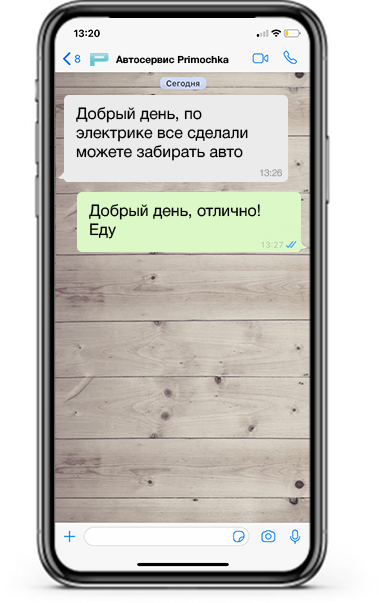 13:20
8 P Автосервис Primochka
Сегодня
Добрый день, по
электрике все сделали
можете забирать авто
13:26
Добрый день, отлично!
Еду
13:27